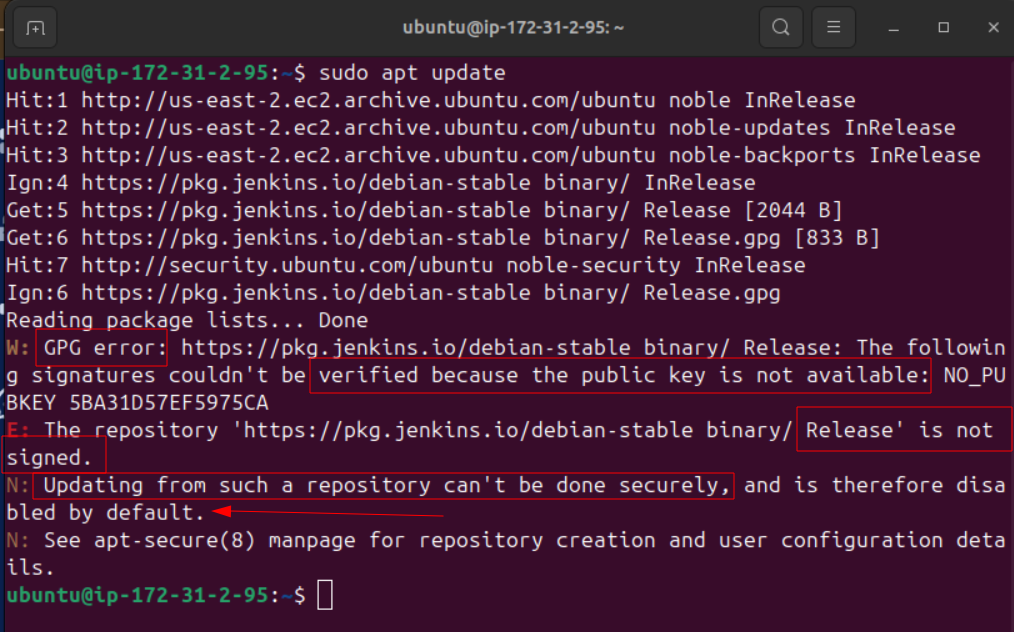 ubuntu@ip-172-31-2-95: ~
ubuntu@ip-172-31-2-95:~$ sudo apt update
Hit:1 http://us-east-2.ec2.archive.ubuntu.com/ubuntu noble InRelease
Hit:2 http://us-east-2.ec2.archive.ubuntu.com/ubuntu noble-updates InRelease
Hit:3 http://us-east-2.ec2.archive.ubuntu.com/ubuntu noble-backports InRelease
Ign:4 https://pkg.jenkins.io/debian-stable binary/ InRelease
Get:5 https://pkg.jenkins.io/debian-stable binary/ Release [2044 B]
Get:6 https://pkg.jenkins.io/debian-stable binary/ Release.gpg [833 B]
Hit:7 http://security.ubuntu.com/ubuntu noble-security InRelease
Ign:6 https://pkg.jenkins.io/debian-stable binary/ Release.gpg
Reading package lists... Done
W: GPG error: https://pkg.jenkins.io/debian-stable binary/ Release: The followin
g signatures couldn't be verified because the public key is not available: NO_PU
BKEY 5BA31D57EF5975CA
E: The repository 'https://pkg.jenkins.io/debian-stable binary/ Release' is not
signed.
N: Updating from such a repository can't be done securely, and is therefore disa
bled by default.
N: See apt-secure(8) manpage for repository creation and user configuration deta
ils.
ubuntu@ip-172-31-2-95:~$